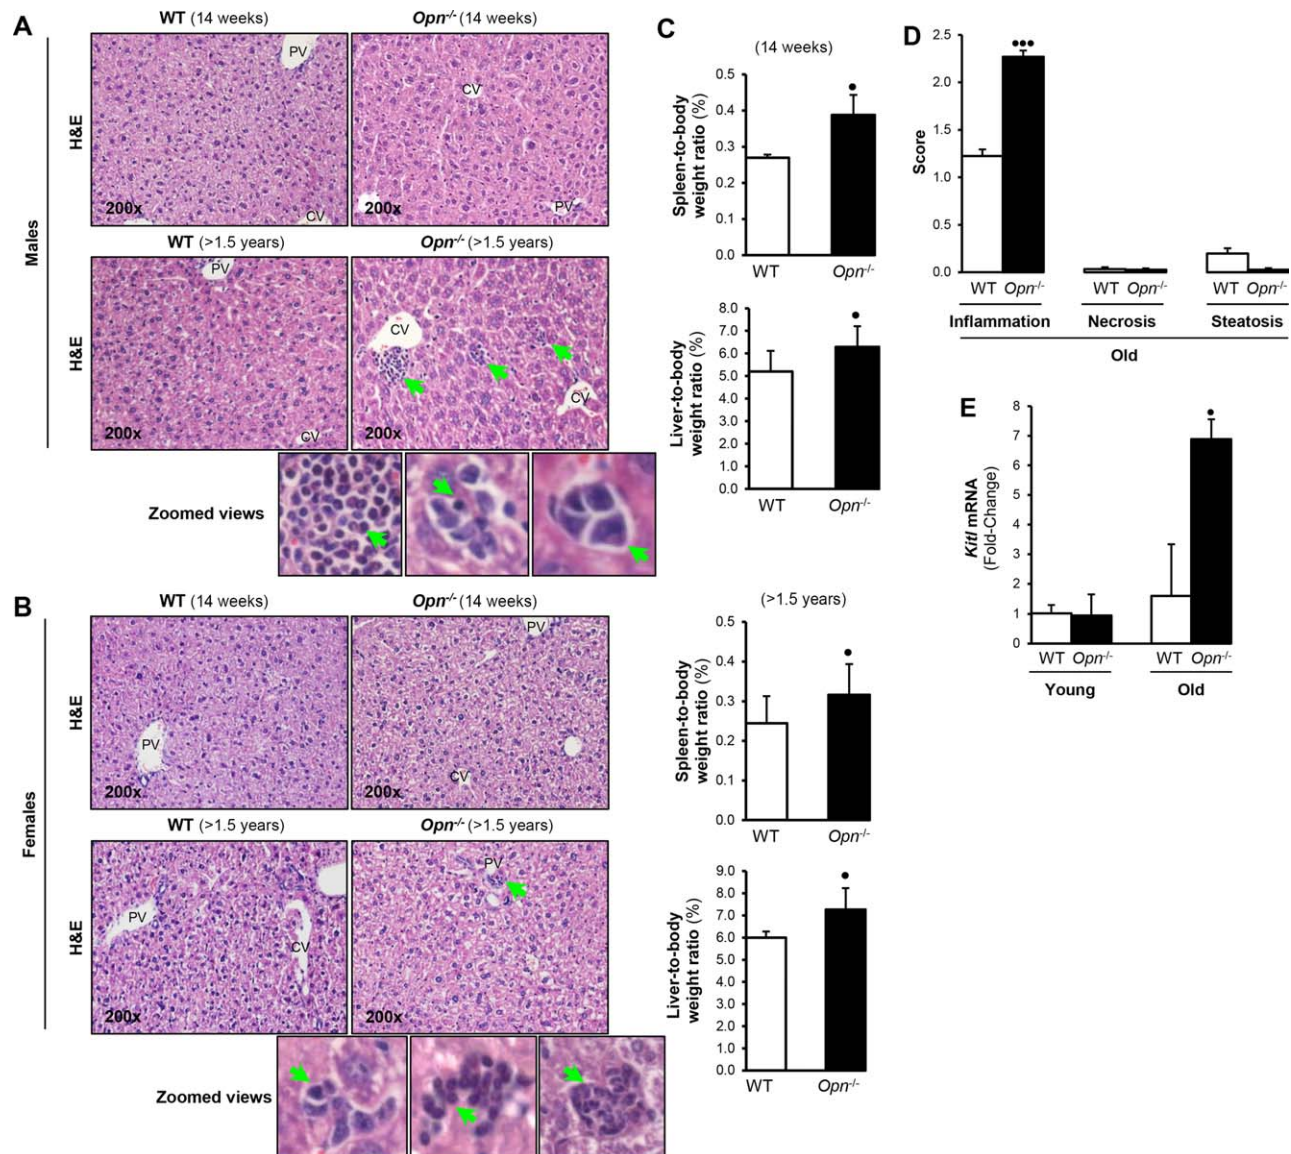 A
WT (14 weeks)
Opn-/- (14 weeks)
Males
H&E
PV
CV
200x
CV
PV
200x
WT (>1.5 years)
Opn-/- (>1.5 years)
H&E
PV
CV
200x
CV
CV
200x
Zoomed views
B
WT (14 weeks)
Opn-/- (14 weeks)
Females
H&E
PV
200x
PV
CV
200x
WT (>1.5 years)
Opn-/- (>1.5 years)
H&E
PV
CV
200x
PV
200x
Zoomed views
C
(14 weeks)
Spleen-to-body
weight ratio (%)
0.5
0.4
0.3
0.2
0.1
0.0
WT Opn-/-
Liver-to-body
weight ratio (%)
8.0
7.0
6.0
5.0
4.0
3.0
2.0
1.0
0.0
WT Opn-/-
(>1.5 years)
Spleen-to-body
weight ratio (%)
0.5
0.4
0.3
0.2
0.1
0.0
WT Opn-/-
Liver-to-body
weight ratio (%)
9.0
8.0
7.0
6.0
5.0
4.0
3.0
2.0
1.0
0.0
WT Opn-/-
D
Score
2.5
2.0
1.5
1.0
0.5
0.0
WT Opn-/- WT Opn-/- WT Opn-/-
Inflammation Necrosis Steatosis
Old
E
Kitl mRNA
(Fold-Change)
8
7
6
5
4
3
2
1
0
WT Opn-/- WT Opn-/-
Young Old